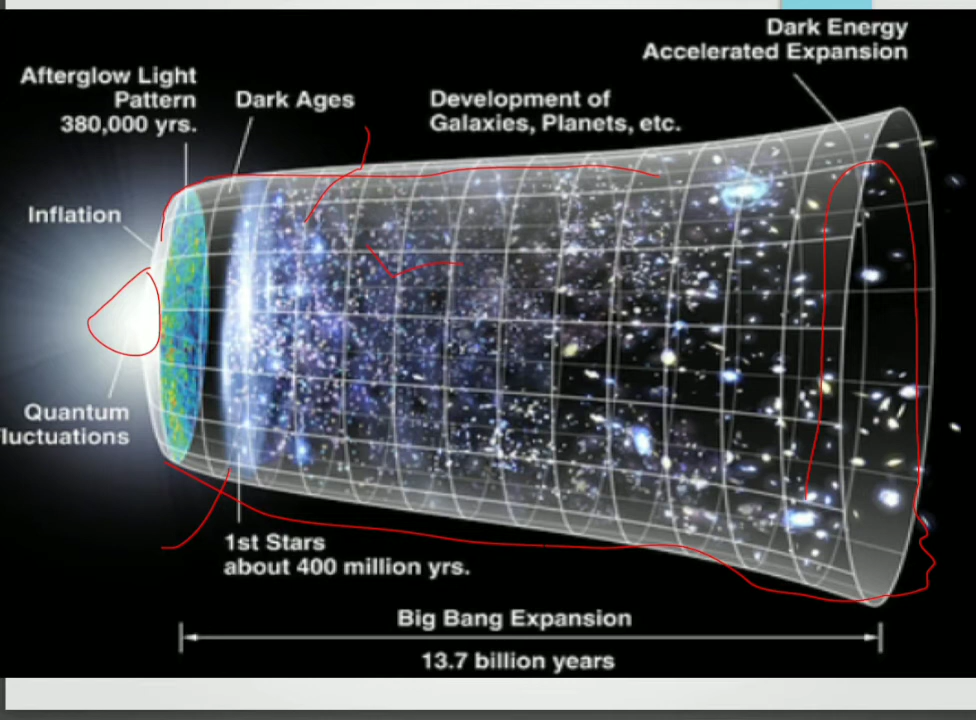 Dark Energy
Accelerated Expansion
Afterglow Light
Pattern
380,000 yrs.
Dark Ages
Development of
Galaxies, Planets, etc.
Inflation
Quantum
luctuations
1st Stars
about 400 million yrs.
Big Bang Expansion
13.7 billion years